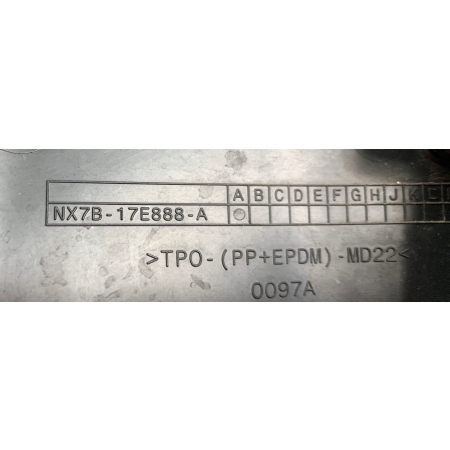 A B C D E F G H J K E
NX7B-17E888-A
>TPO-(PP+EPDM)-MD22<
0097A